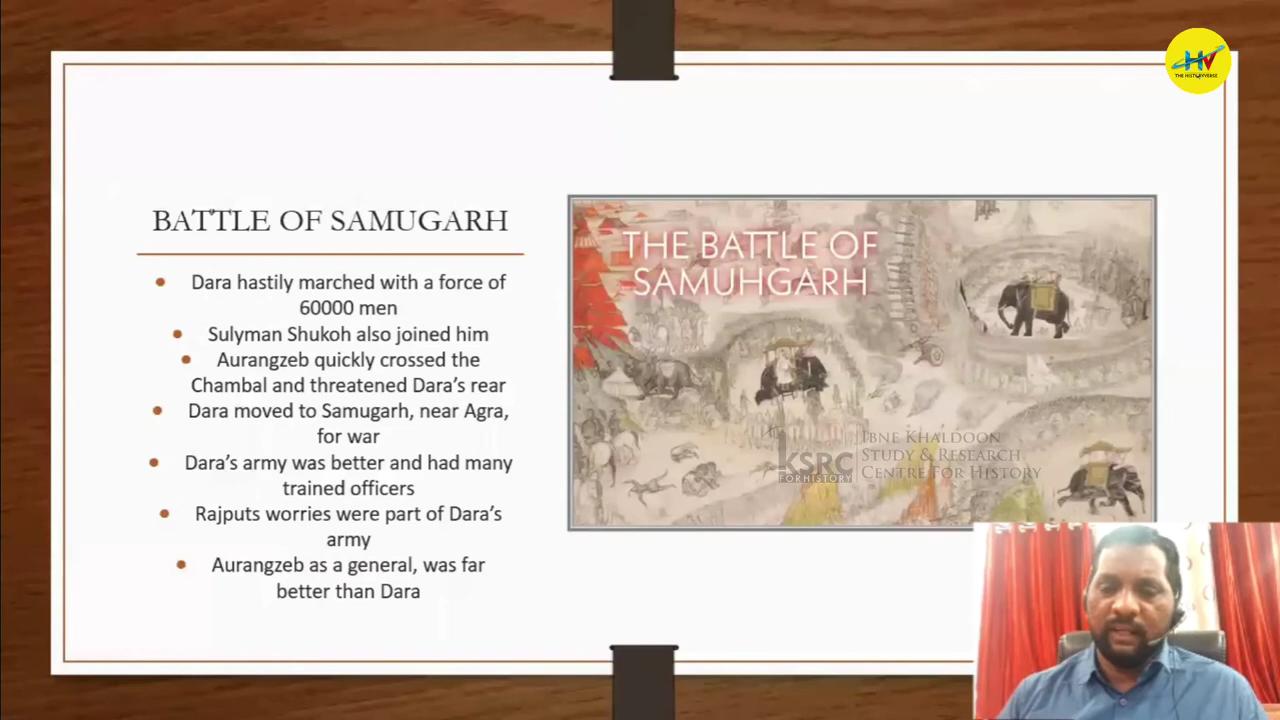 HV
THE HISTORYVERSE
BATTLE OF SAMUGARH
Dara hastily marched with a force of
60000 men
Sulyman Shukoh also joined him
Aurangzeb quickly crossed the
Chambal and threatened Dara's rear
Dara moved to Samugarh, near Agra,
for war
Dara's army was better and had many
trained officers
Rajputs worries were part of Dara's
army
Aurangzeb as a general, was far
better than Dara
THE BATTLE OF
SAMUHGARH
kSRC
FORHISTORY
IBNE KHALDOON
STUDY & RESEARCH
CENTRE FOR HISTORY